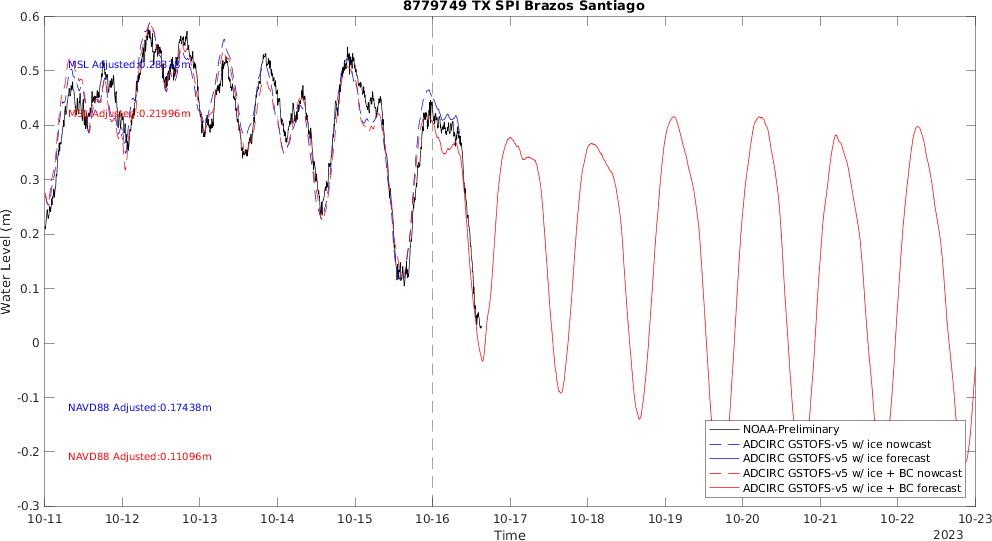 8779749 TX SPI Brazos Santiago
Water Level (m)
0.6
0.5
0.4
0.3
0.2
0.1
0
-0.1
-0.2
-0.3
MSL Adjusted:
MSL Adjusted:0.21996m
NAVD88 Adjusted:0.17438m
NAVD88 Adjusted:0.11096m
NOAA-Preliminary
ADCIRC GSTOFS-v5 w/ ice nowcast
ADCIRC GSTOFS-v5 w/ ice forecast
ADCIRC GSTOFS-v5 w/ ice + BC nowcast
ADCIRC GSTOFS-v5 w/ ice + BC forecast
10-11 10-12 10-13 10-14 10-15 10-16 10-17 10-18 10-19 10-20 10-21 10-22 10-23
Time
2023